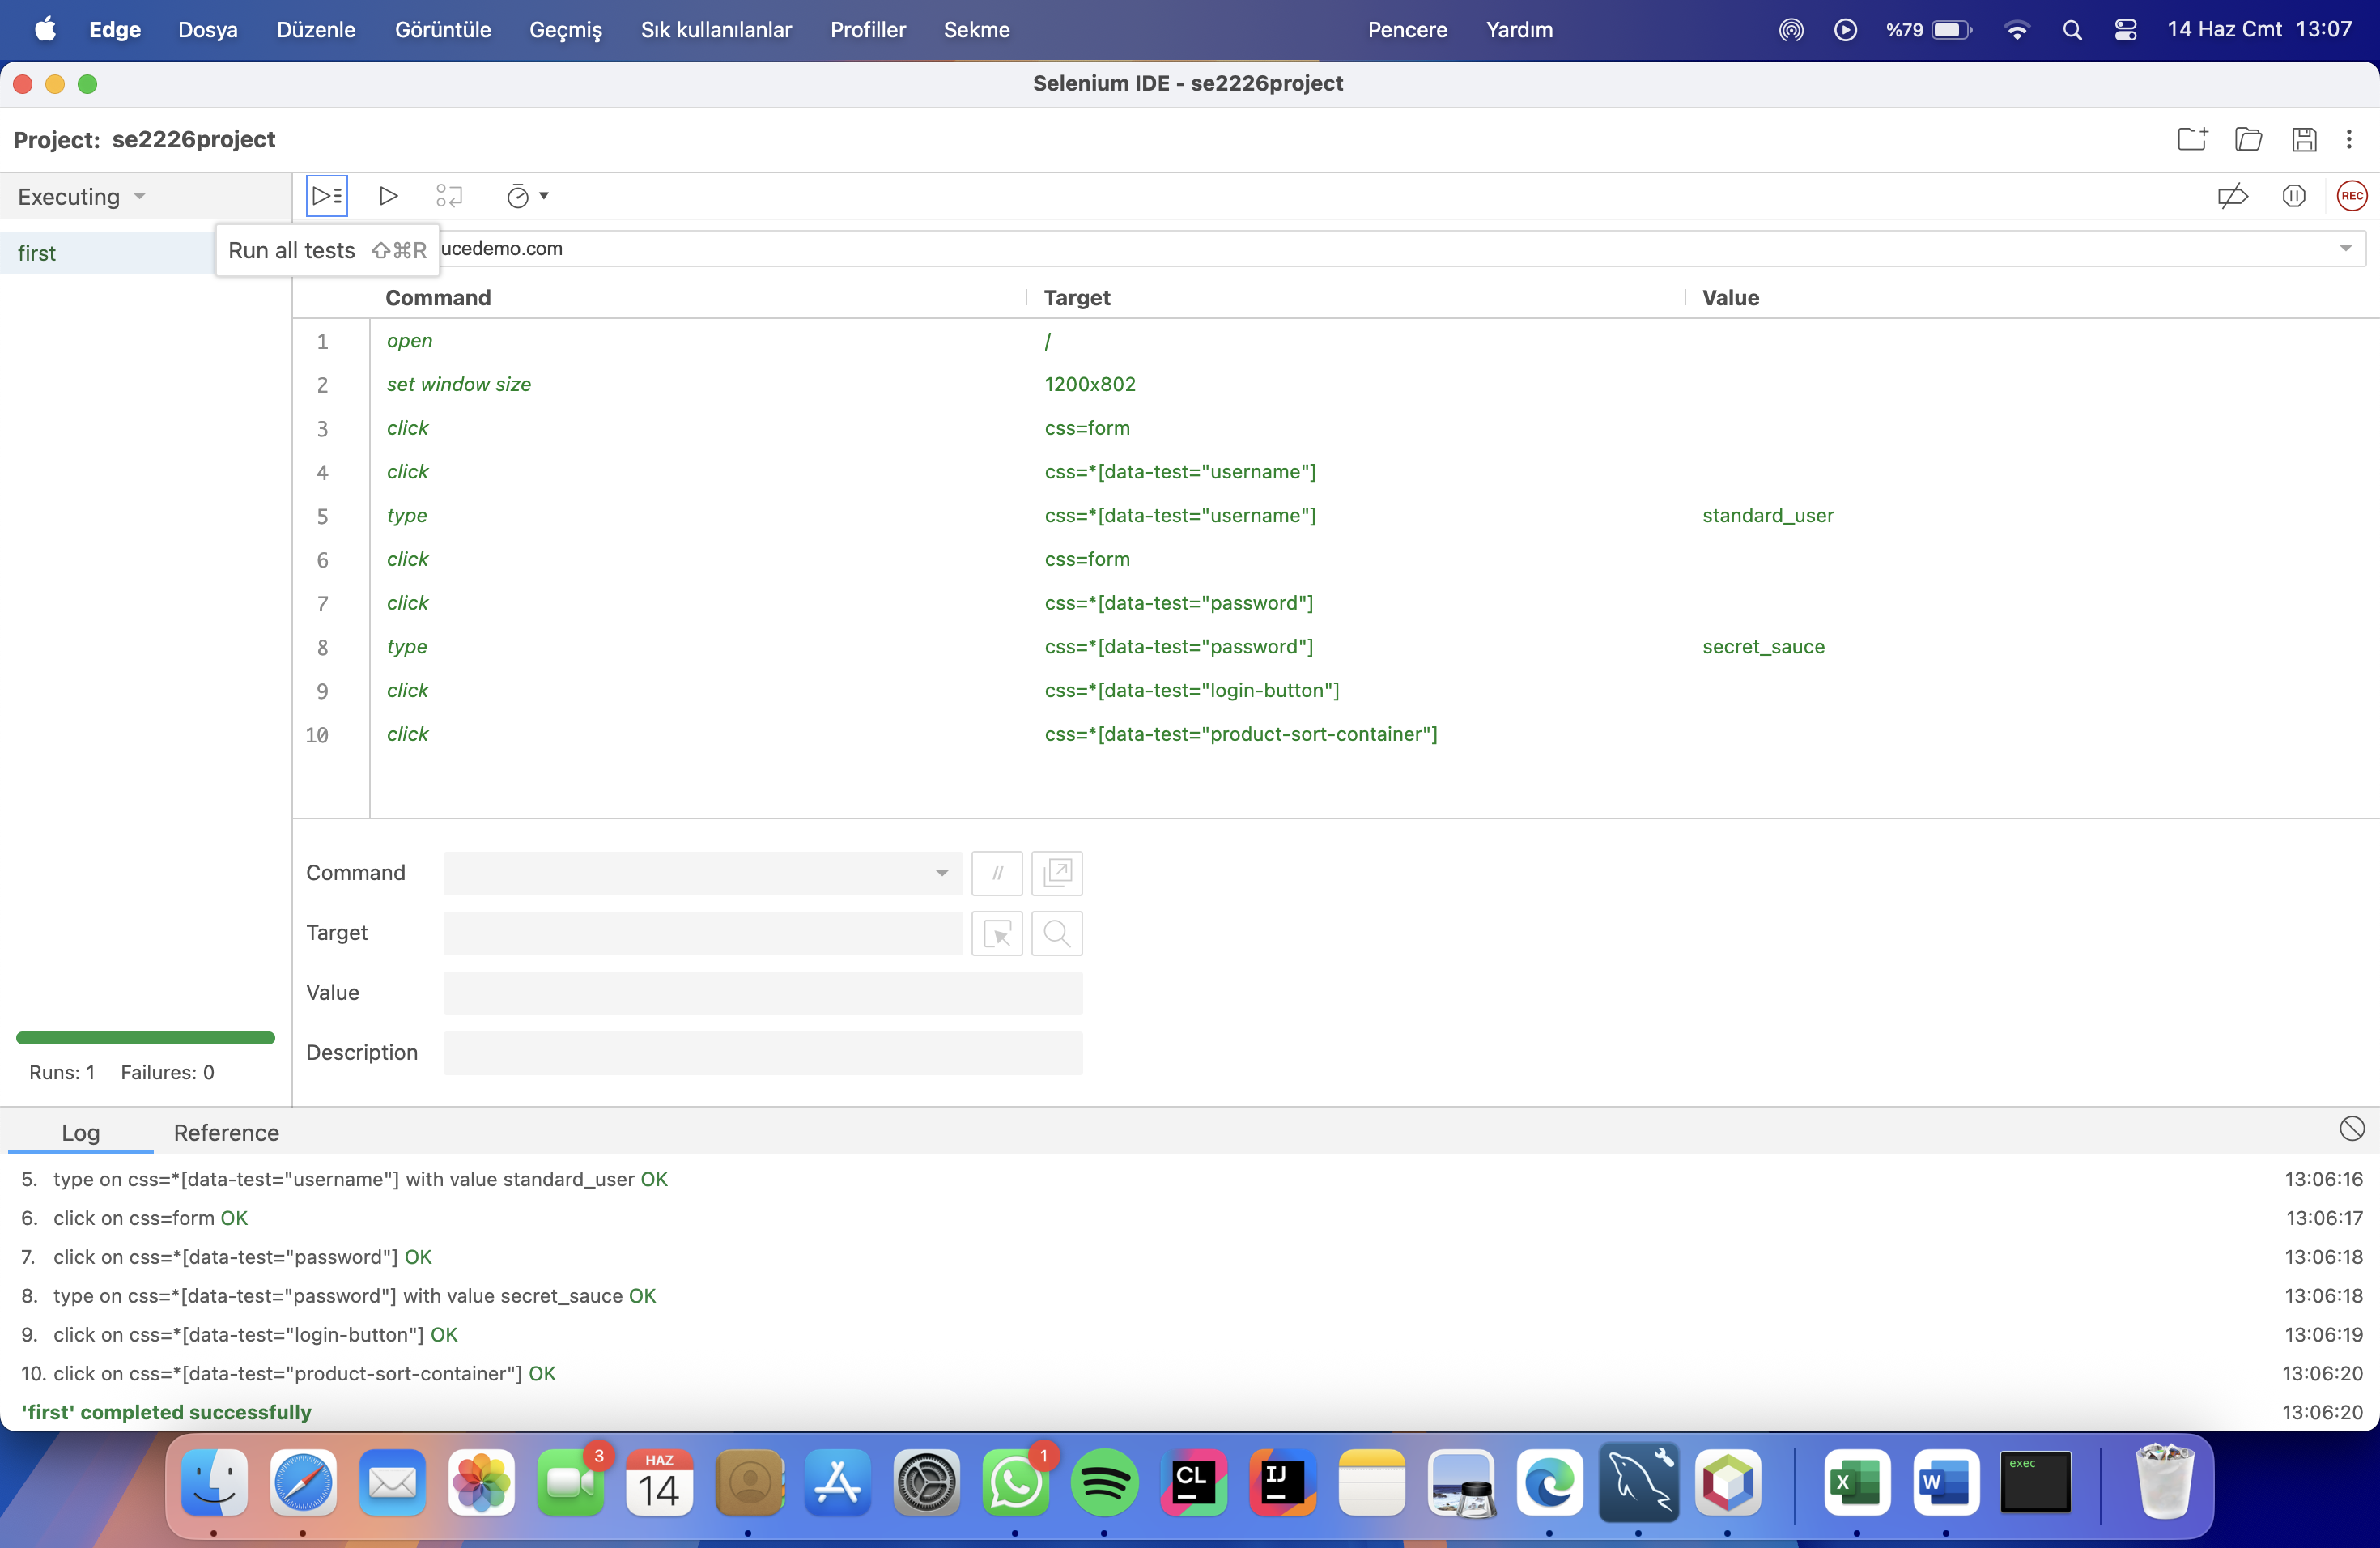 Edge Dosya Düzenle Görüntüle Geçmiş Sık kullanılanlar Profiller Sekme Pencere Yardım %79 14 Haz Cmt 13:07
Selenium IDE - se2226project
Project: se2226project
Executing
REC
first
Run all tests ⇧⌘R
ucedemo.com
Command Target Value
1 open /
2 set window size 1200x802
3 click css=form
4 click css=*[data-test="username"]
5 type css=*[data-test="username"] standard_user
6 click css=form
7 click css=*[data-test="password"]
8 type css=*[data-test="password"] secret_sauce
9 click css=*[data-test="login-button"]
10 click css=*[data-test="product-sort-container"]
Command //
Target
Value
Description
Runs: 1 Failures: 0
Log Reference
5. type on css=*[data-test="username"] with value standard_user OK 13:06:16
6. click on css=form OK 13:06:17
7. click on css=*[data-test="password"] OK 13:06:18
8. type on css=*[data-test="password"] with value secret_sauce OK 13:06:18
9. click on css=*[data-test="login-button"] OK 13:06:19
10. click on css=*[data-test="product-sort-container"] OK 13:06:20
'first' completed successfully 13:06:20
3 HAZ 14 1 CL IJ X W exec